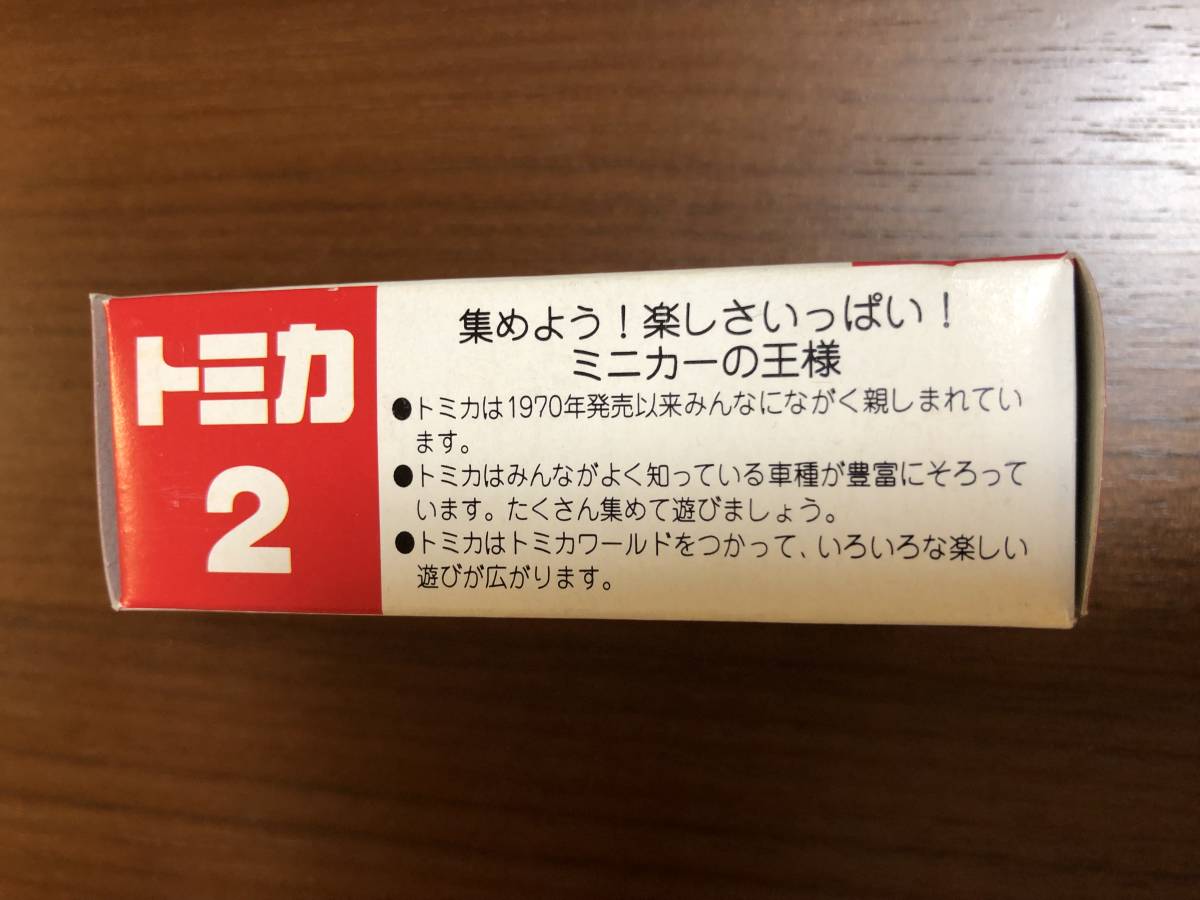 トミカ
2
集めよう！楽しさいっぱい！
ミニカーの王様
●トミカは1970年発売以来みんなにながく親しまれてい
ます。
●トミカはみんながよく知っている車種が豊富にそろって
います。たくさん集めて遊びましょう。
●トミカはトミカワールドをつかって、いろいろな楽しい
遊びが広がります。